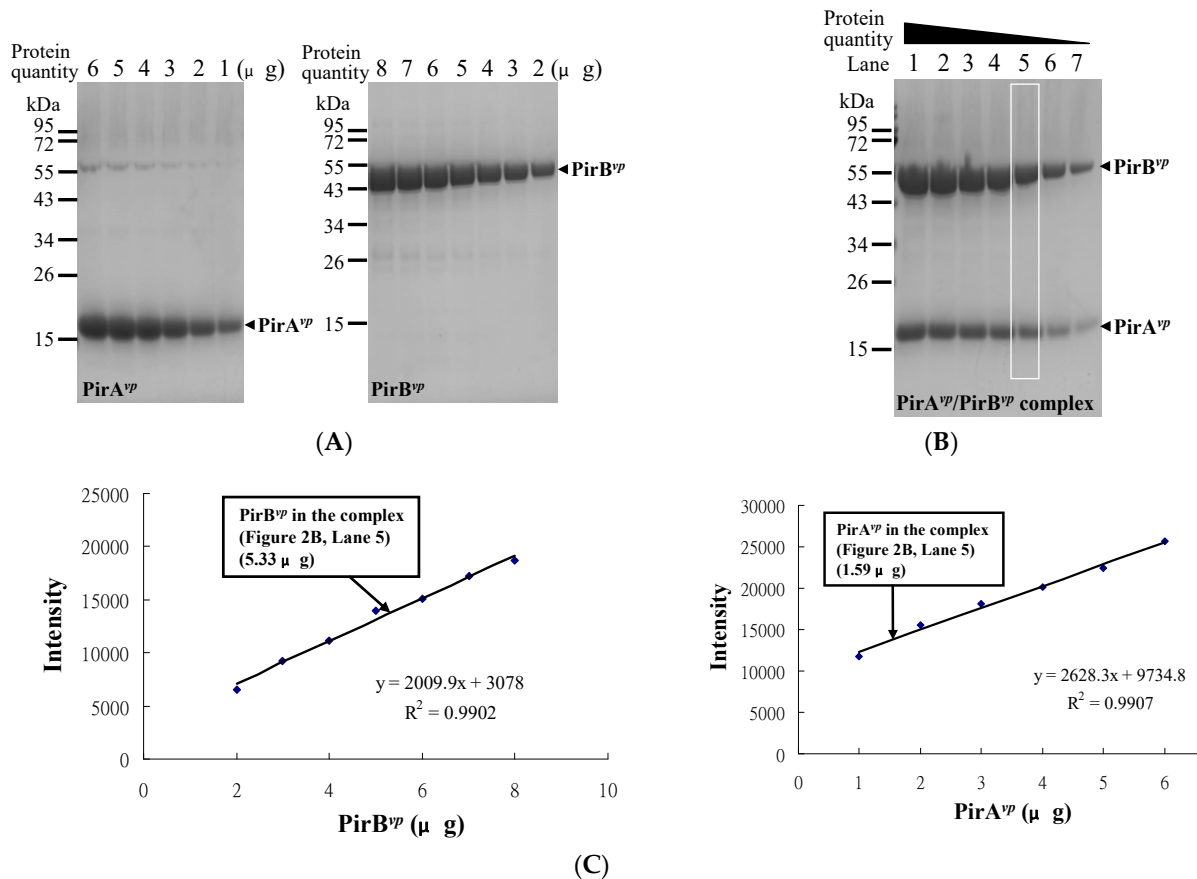 Protein
quantity
6 5 4 3 2 1 (μ g)
kDa
95
72
55
43
34
26
15
PirAvp
PirAvp
Protein
quantity
8 7 6 5 4 3 2 (μ g)
kDa
95
72
55
43
34
26
15
PirBvp
PirBvp
(A)
Protein
quantity
Lane 1 2 3 4 5 6 7
kDa
95
72
55
43
34
26
15
PirBvp
PirAvp
PirAvp/PirBvp complex
(B)
25000
20000
15000
10000
5000
0
Intensity
PirBvp in the complex
(Figure 2B, Lane 5)
(5.33 μ g)
y = 2009.9x + 3078
R2 = 0.9902
0 2 4 6 8 10
PirBvp (μ g)
30000
25000
20000
15000
10000
5000
0
Intensity
PirAvp in the complex
(Figure 2B, Lane 5)
(1.59 μ g)
y = 2628.3x + 9734.8
R2 = 0.9907
0 1 2 3 4 5 6
PirAvp (μ g)
(C)